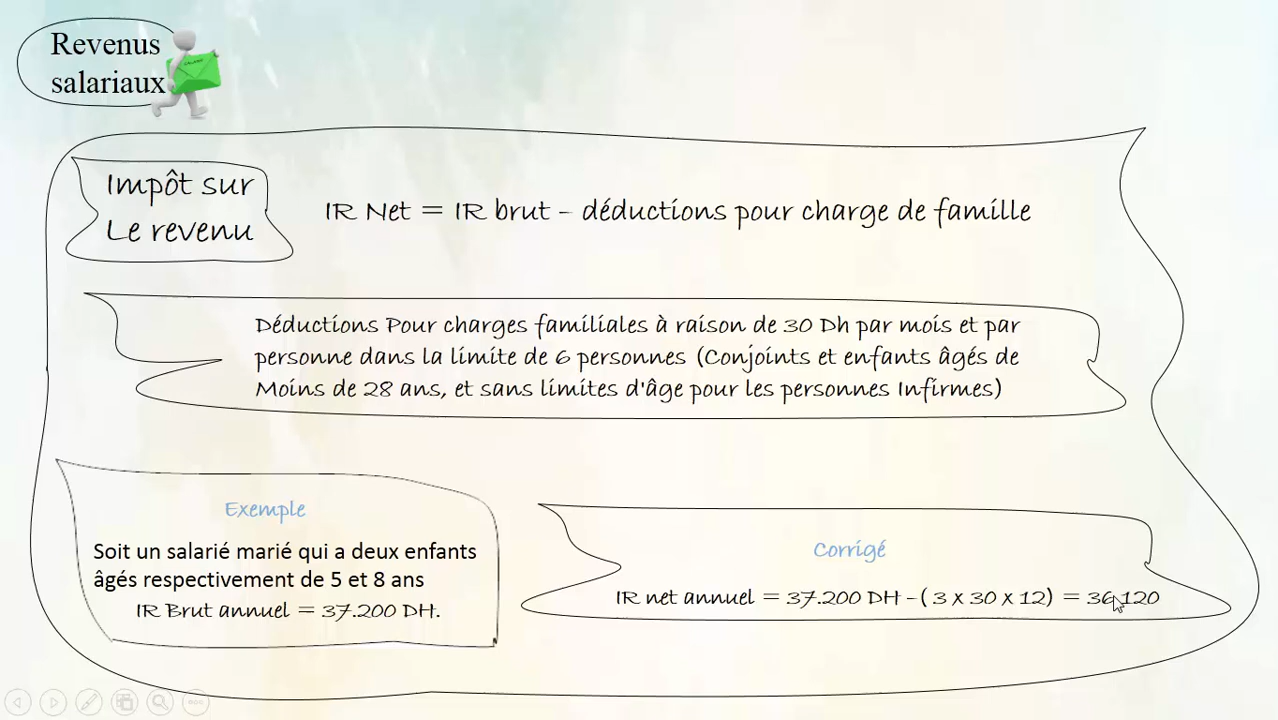 Revenus
salariaux
Impôt sur
Le revenu
IR Net = IR brut – déductions pour charge de famille
Déductions Pour charges familiales à raison de 30 Dh par mois et par
personne dans la limite de 6 personnes (Conjoints et enfants âgés de
Moins de 28 ans, et sans limites d'âge pour les personnes Infirmes)
Exemple
Soit un salarié marié qui a deux enfants
âgés respectivement de 5 et 8 ans
IR Brut annuel = 37.200 DH.
Corrigé
IR net annuel = 37.200 DH – ( 3 x 30 x 12) = 36.120